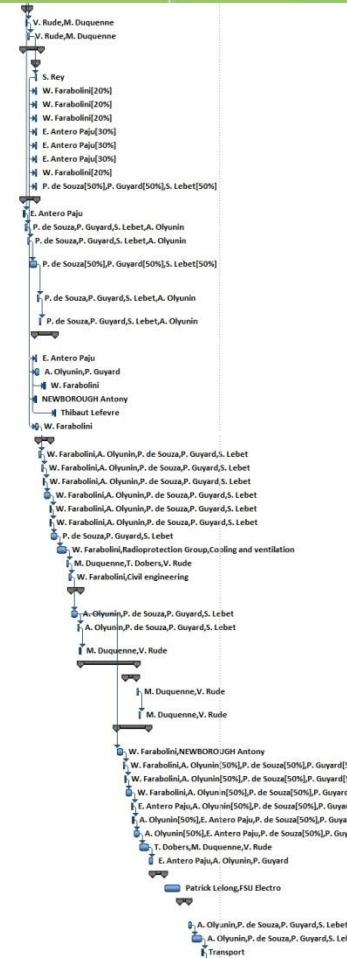 V. Rude,M. Duquenne
V. Rude,M. Duquenne
S. Rey
W. Farabolini[20%]
W. Farabolini[20%]
W. Farabolini[20%]
E. Antero Paju[30%]
E. Antero Paju[30%]
E. Antero Paju[30%]
W. Farabolini[20%]
P. de Souza[50%],P. Guyard[50%],S. Lebet[50%]
E. Antero Paju
P. de Souza,P. Guyard,S. Lebet,A. Olyunin
P. de Souza,P. Guyard,S. Lebet,A. Olyunin
P. de Souza[50%],P. Guyard[50%],S. Lebet[50%]
P. de Souza,P. Guyard,S. Lebet,A. Olyunin
P. de Souza,P. Guyard,S. Lebet,A. Olyunin
E. Antero Paju
A. Olyunin,P. Guyard
W. Farabolini
NEWBOROUGH Antony
Thibaut Lefevre
W. Farabolini
W. Farabolini,A. Olyunin,P. de Souza,P. Guyard,S. Lebet
W. Farabolini,A. Olyunin,P. de Souza,P. Guyard,S. Lebet
W. Farabolini,A. Olyunin,P. de Souza,P. Guyard,S. Lebet
W. Farabolini,A. Olyunin,P. de Souza,P. Guyard,S. Lebet
W. Farabolini,A. Olyunin,P. de Souza,P. Guyard,S. Lebet
W. Farabolini,A. Olyunin,P. de Souza,P. Guyard,S. Lebet
P. de Souza,P. Guyard,S. Lebet
W. Farabolini,Radioprotection Group,Cooling and ventilation
M. Duquenne,T. Dobers,V. Rude
W. Farabolini,Civil engineering
A. Olyunin,P. de Souza,P. Guyard,S. Lebet
A. Olyunin,P. de Souza,P. Guyard,S. Lebet
M. Duquenne,V. Rude
M. Duquenne,V. Rude
M. Duquenne,V. Rude
W. Farabolini,NEWBOROUGH Antony
W. Farabolini,A. Olyunin[50%],P. de Souza[50%],P. Guyard[5
W. Farabolini,A. Olyunin[50%],P. de Souza[50%],P. Guyard[5
W. Farabolini,A. Olyunin[50%],P. de Souza[50%],P. Guyard
E. Antero Paju,A. Olyunin[50%],P. de Souza[50%],P. Guyar
A. Olyunin[50%],E. Antero Paju,P. de Souza[50%],P. Guya
A. Olyunin[50%],E. Antero Paju,P. de Souza[50%],P. Guy
T. Dobers,M. Duquenne,V. Rude
E. Antero Paju,A. Olyunin,P. Guyard
Patrick Lelong,FSU Electro
A. Olyunin,P. de Souza,P. Guyard,S. Lebet
A. Olyunin,P. de Souza,P. Guyard,S. Leb
Transport